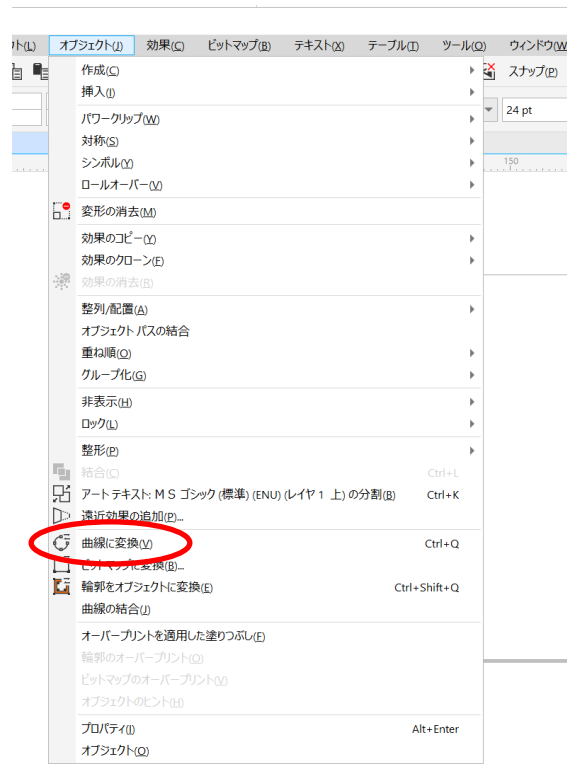 ト(L) オブジェクト(J) 効果(C) ビットマップ(B) テキスト(X) テーブル(T) ツール(O) ウィンドウ(W
作成(C) スナップ(P)
挿入(I)
パワークリップ(W) 24 pt
対称(S)
シンボル(Y) 150
ロールオーバー(V)
変形の消去(M)
効果のコピー(Y)
効果のクローン(F)
効果の消去(R)
整列/配置(A)
オブジェクト パスの結合
重ね順(O)
グループ化(G)
非表示(H)
ロック(L)
整形(P)
結合(C) Ctrl+L
アート テキスト: ＭＳ ゴシック (標準) (ENU) (レイヤ 1 上) の分割(B) Ctrl+K
遠近効果の追加(P)...
曲線に変換(V) Ctrl+Q
ビットマップに変換(B)...
輪郭をオブジェクトに変換(E) Ctrl+Shift+Q
曲線の結合(J)
オーバープリントを適用した塗りつぶし(F)
輪郭のオーバープリント(O)
ビットマップのオーバープリント(V)
オブジェクトのヒント(H)
プロパティ(I) Alt+Enter
オブジェクト(O)